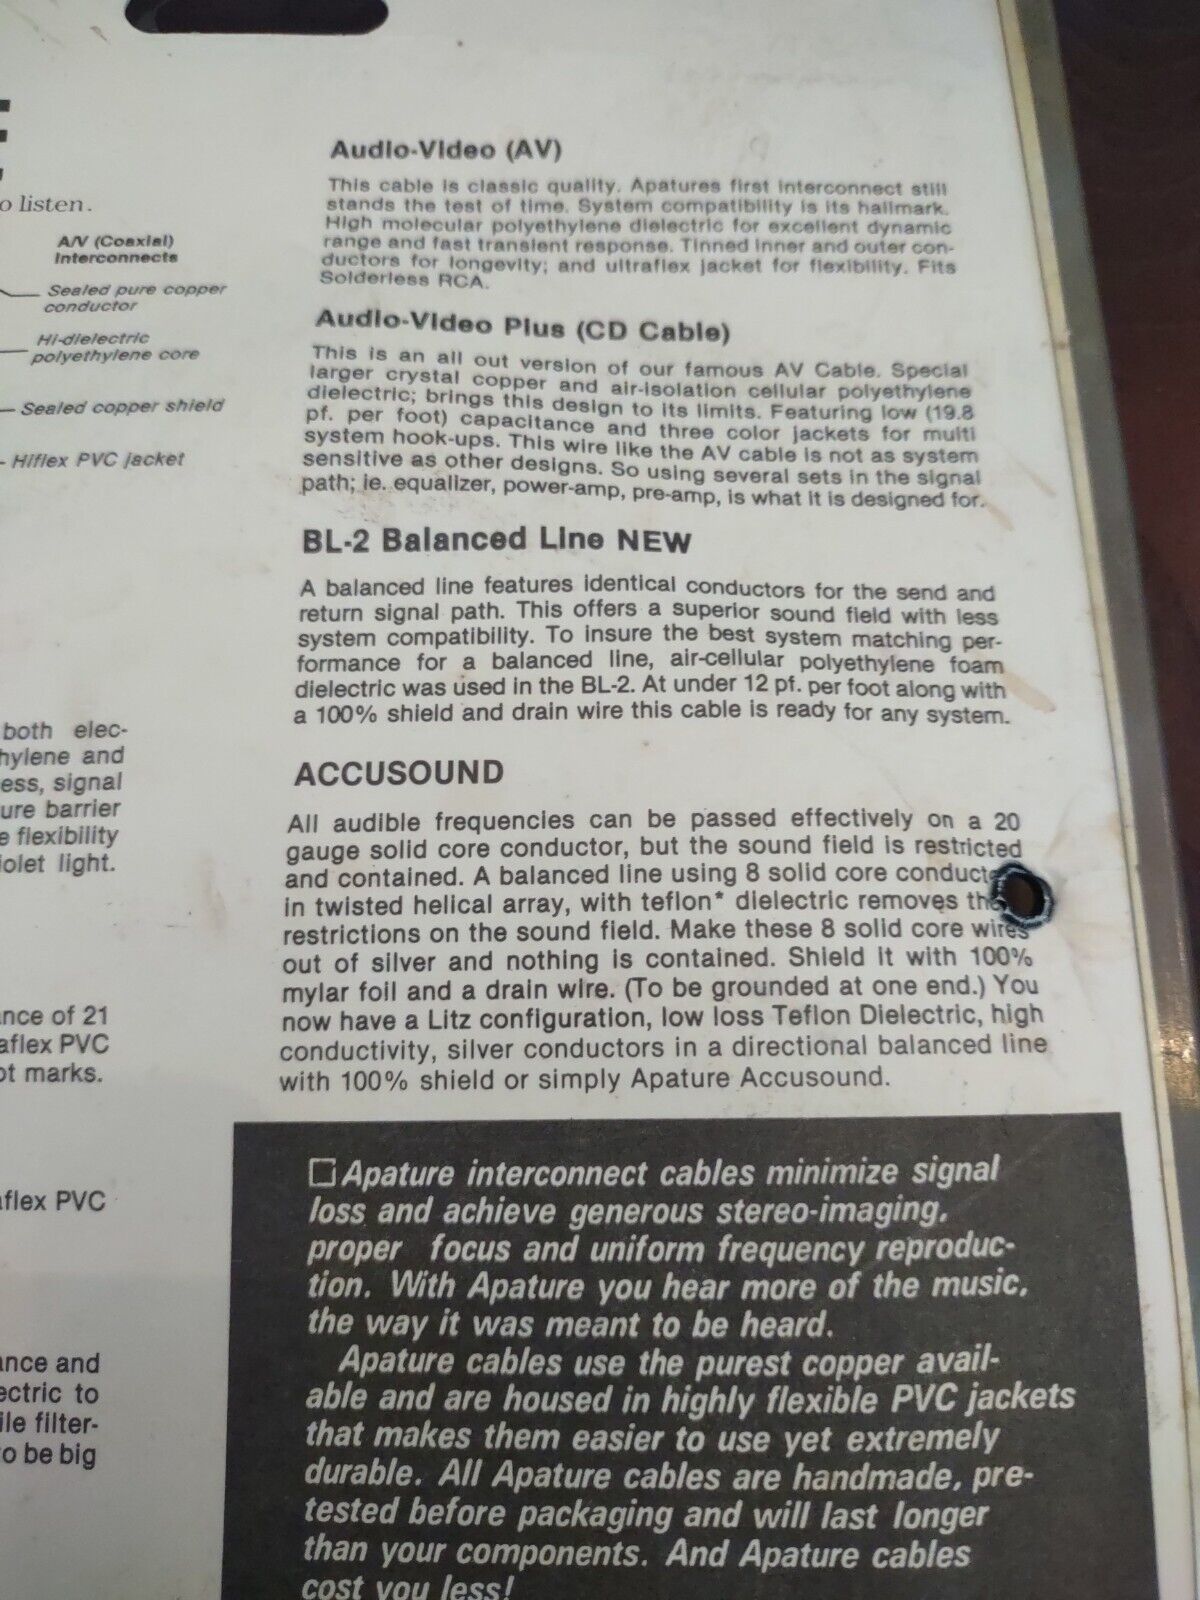 o listen.
A/V (Coaxial)
Interconnects
Sealed pure copper
conductor
Hi-dielectric
polyethylene core
Sealed copper shield
Hiflex PVC jacket
both elec-
hylene and
ess, signal
ure barrier
e flexibility
iolet light.
ance of 21
aflex PVC
ot marks.
aflex PVC
ance and
ectric to
ile filter-
o be big
Audio-Video (AV)
This cable is classic quality. Apatures first interconnect still
stands the test of time. System compatibility is its hallmark.
High molecular polyethylene dielectric for excellent dynamic
range and fast transient response. Tinned inner and outer con-
ductors for longevity; and ultraflex jacket for flexibility. Fits
Solderless RCA.
Audio-Video Plus (CD Cable)
This is an all out version of our famous AV Cable. Special
larger crystal copper and air-isolation cellular polyethylene
dielectric; brings this design to its limits. Featuring low (19.8
pf. per foot) capacitance and three color jackets for multi
system hook-ups. This wire like the AV cable is not as system
sensitive as other designs. So using several sets in the signal
path; ie. equalizer, power-amp, pre-amp, is what it is designed for.
BL-2 Balanced Line NEW
A balanced line features identical conductors for the send and
return signal path. This offers a superior sound field with less
system compatibility. To insure the best system matching per-
formance for a balanced line, air-cellular polyethylene foam
dielectric was used in the BL-2. At under 12 pf. per foot along with
a 100% shield and drain wire this cable is ready for any system.
ACCUSOUND
All audible frequencies can be passed effectively on a 20
gauge solid core conductor, but the sound field is restricted
and contained. A balanced line using 8 solid core conduct
in twisted helical array, with teflon* dielectric removes the
restrictions on the sound field. Make these 8 solid core wires
out of silver and nothing is contained. Shield it with 100%
mylar foil and a drain wire. (To be grounded at one end.) You
now have a Litz configuration, low loss Teflon Dielectric, high
conductivity, silver conductors in a directional balanced line
with 100% shield or simply Apature Accusound.
Apature interconnect cables minimize signal
loss and achieve generous stereo-imaging,
proper focus and uniform frequency reproduc-
tion. With Apature you hear more of the music,
the way it was meant to be heard.
Apature cables use the purest copper avail-
able and are housed in highly flexible PVC jackets
that makes them easier to use yet extremely
durable. All Apature cables are handmade, pre-
tested before packaging and will last longer
than your components. And Apature cables
cost you less!